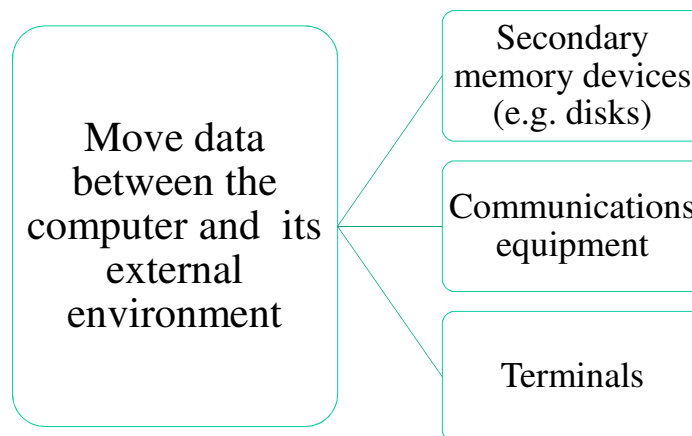 Move data
between the
computer and its
external
environment
Secondary
memory devices
(e.g. disks)
Communications
equipment
Terminals